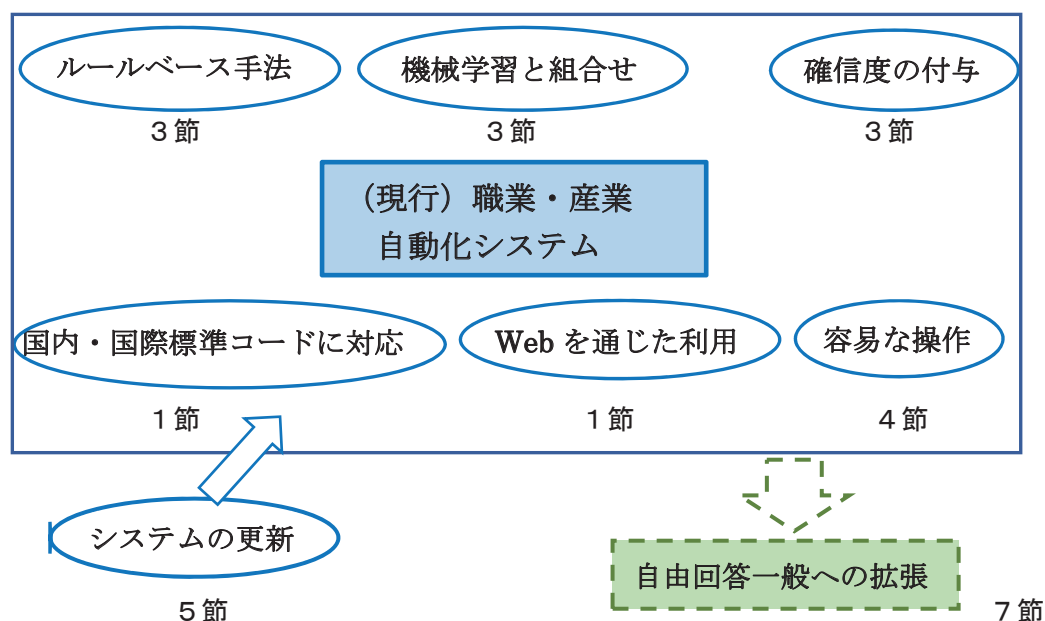 ルールベース手法
機械学習と組合せ
確信度の付与
３節
３節
３節
（現行）職業・産業
自動化システム
国内・国際標準コードに対応
Web を通じた利用
容易な操作
１節
１節
４節
システムの更新
自由回答一般への拡張
５節
７節